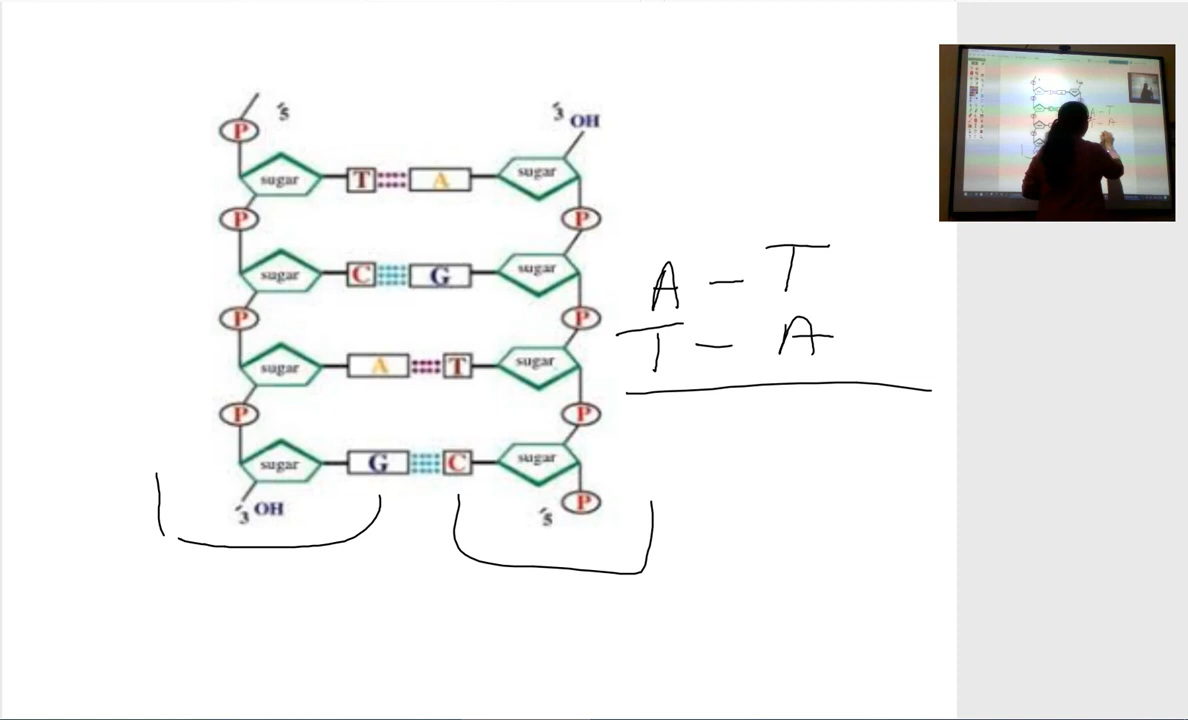 5' 3' OH
P
sugar T A sugar
P P
sugar C G sugar
P P
sugar A T sugar
P P
sugar G C sugar
3' OH 5' P
A - T
T - A